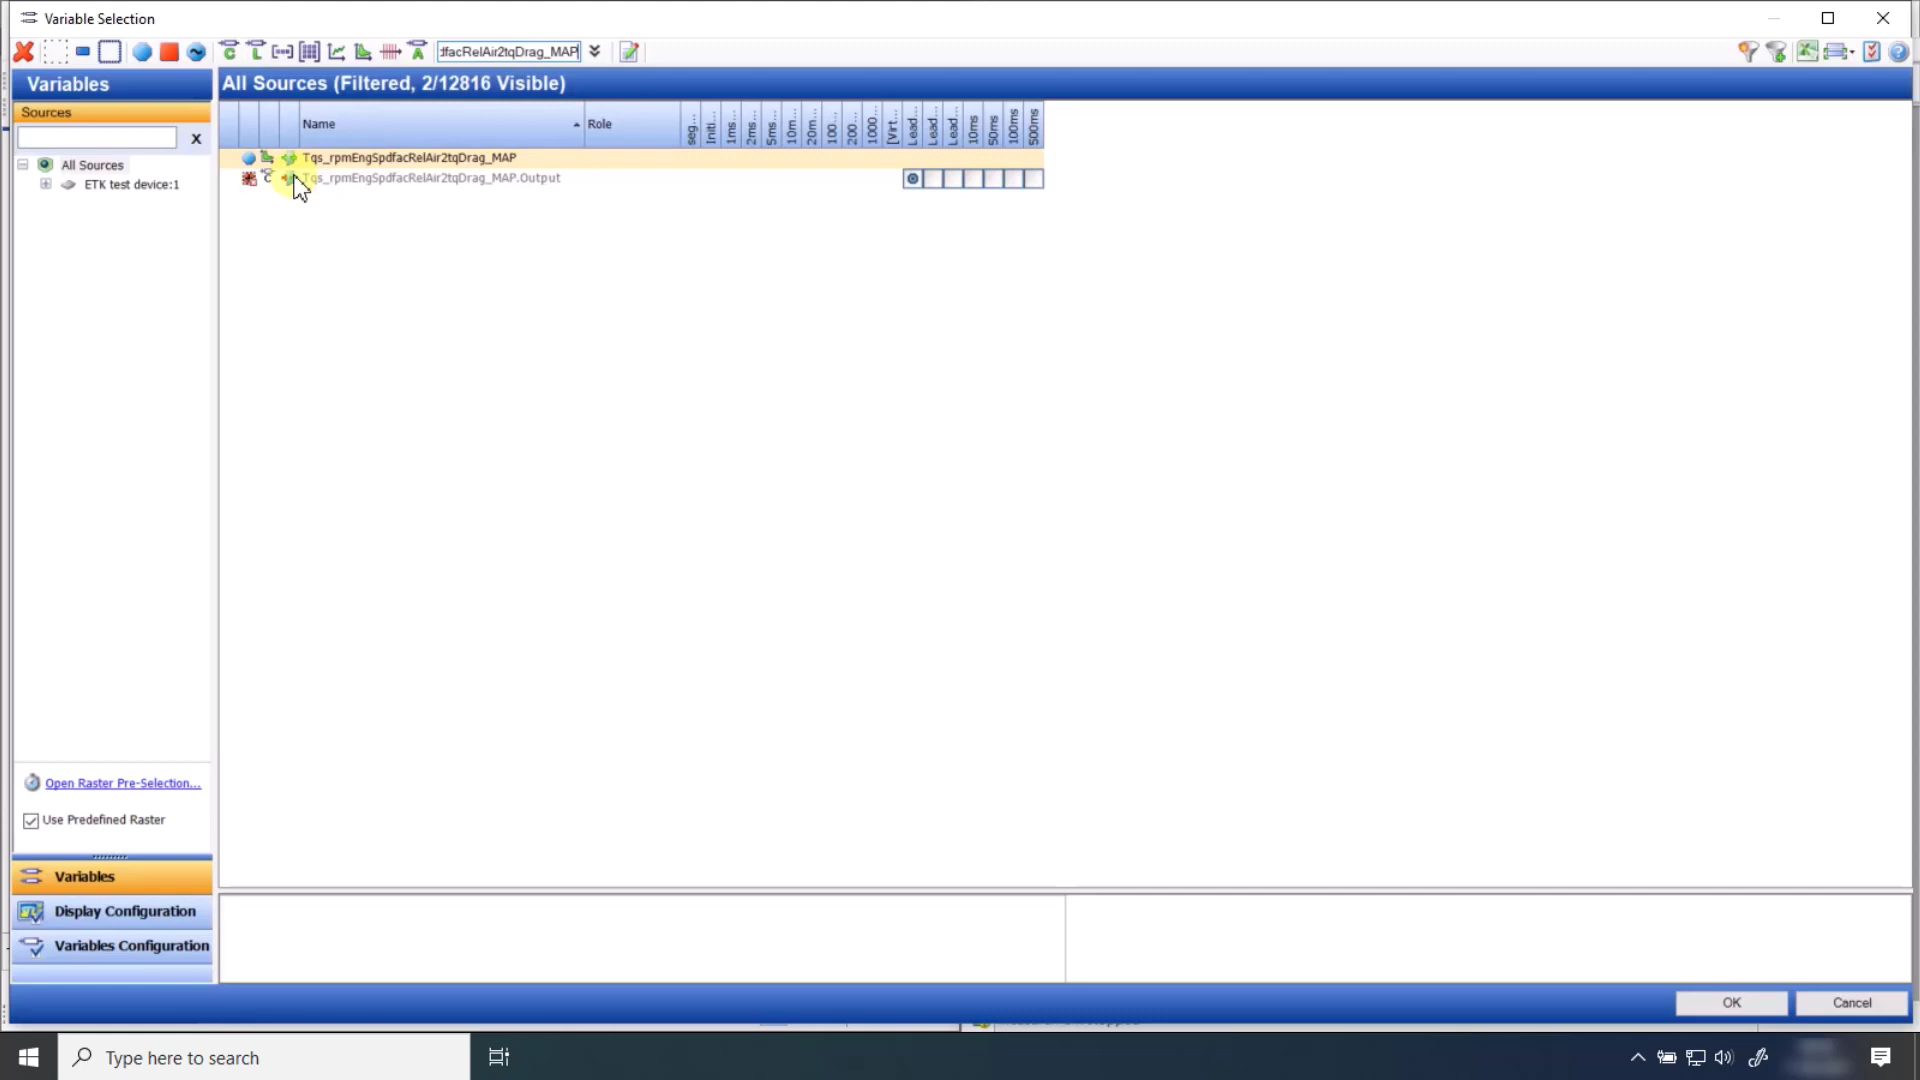 Variable Selection
dfacRelAir2tqDrag_MAP
Variables
All Sources (Filtered, 2/12816 Visible)
Sources
X
Name
Role
seg...
Initi...
1ms...
2ms...
5ms...
10m...
20m...
100...
200...
1000...
[Virt...
Lead...
Lead...
Lead...
10ms
50ms
100ms
500ms
Tqs_rpmEngSpdfacRelAir2tqDrag_MAP
Tqs_rpmEngSpdfacRelAir2tqDrag_MAP.Output
All Sources
ETK test device:1
Open Raster Pre-Selection...
Use Predefined Raster
Variables
Display Configuration
Variables Configuration
OK
Cancel
Type here to search